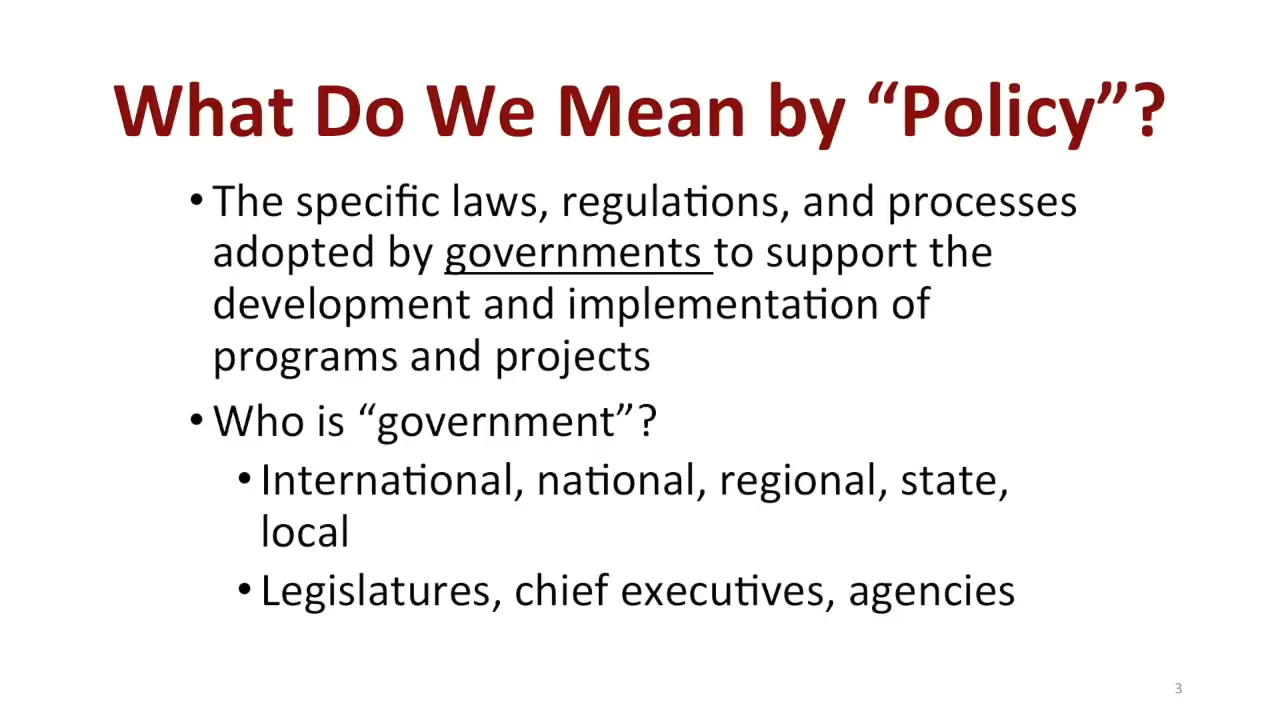 What Do We Mean by “Policy”?
• The specific laws, regulations, and processes
adopted by governments to support the
development and implementation of
programs and projects
• Who is “government”?
• International, national, regional, state,
local
• Legislatures, chief executives, agencies
3